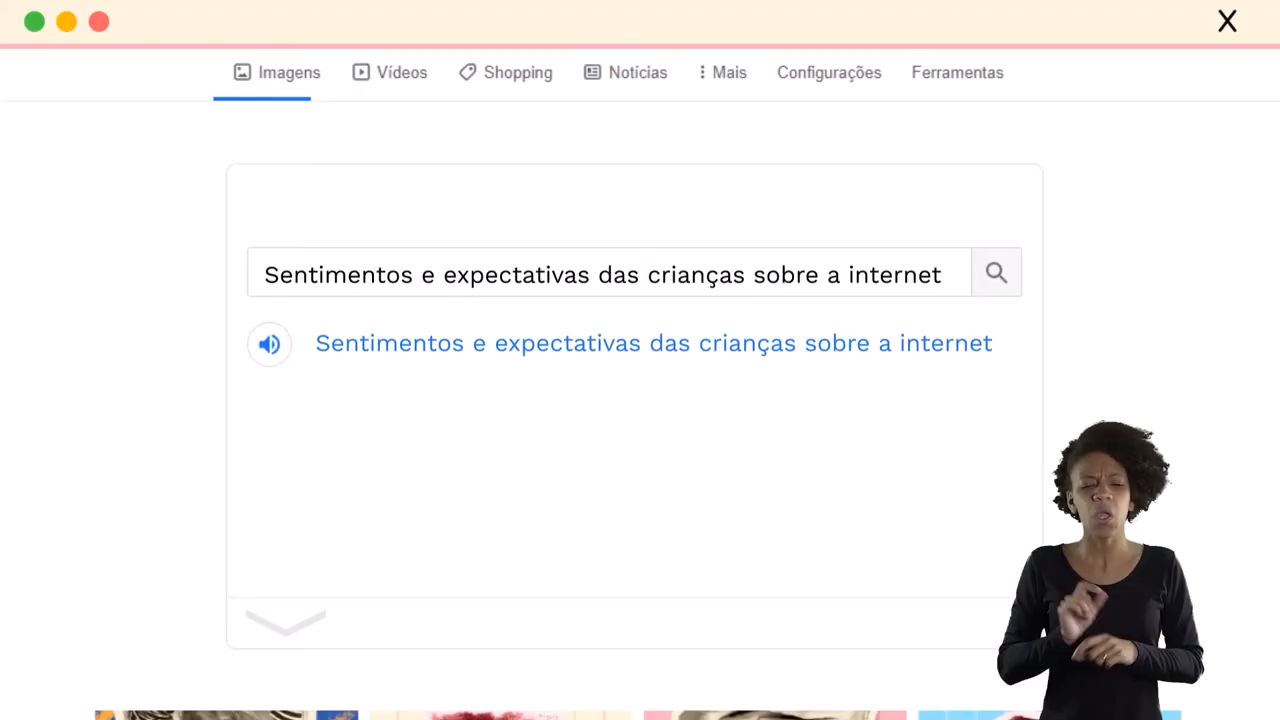 X
Imagens Vídeos Shopping Notícias Mais Configurações Ferramentas
Sentimentos e expectativas das crianças sobre a internet
Sentimentos e expectativas das crianças sobre a internet